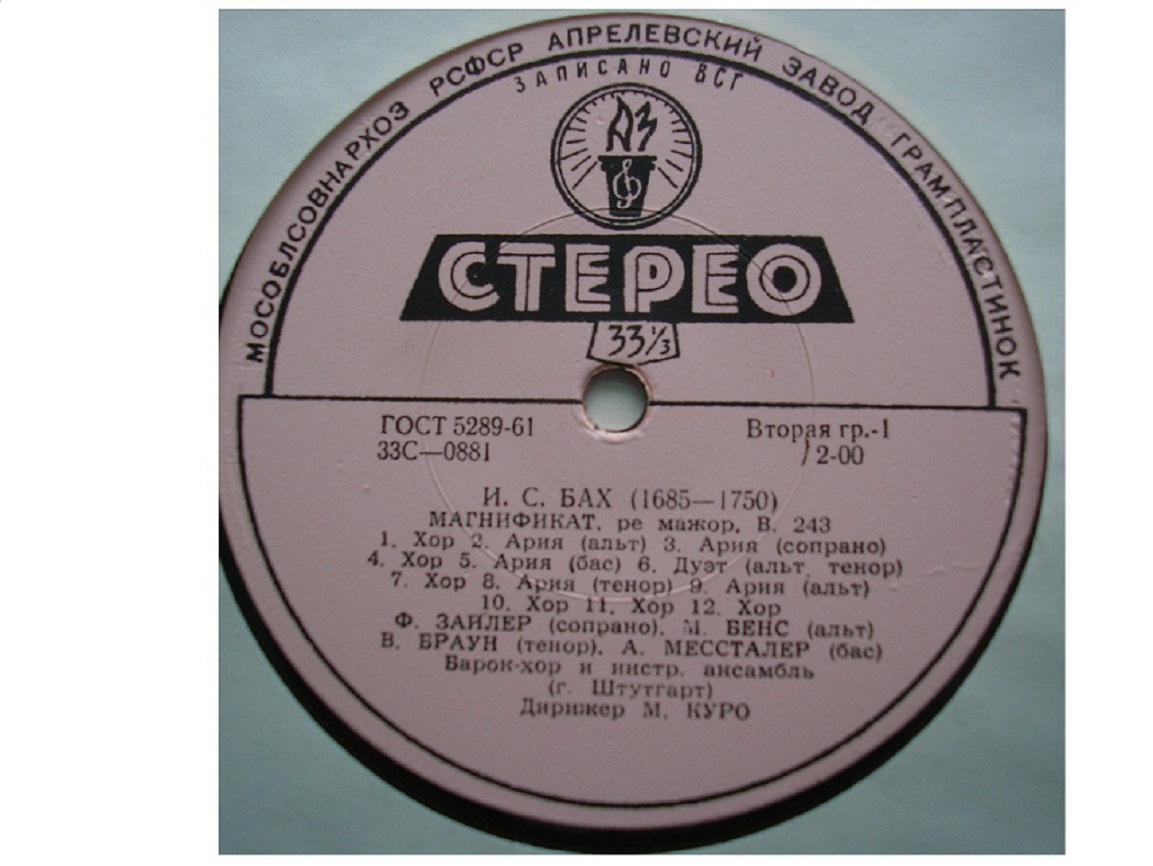 МОСОБЛСОВНАРХОЗ РСФСР АПРЕЛЕВСКИЙ ЗАВОД ГРАМПЛАСТИНОК
ЗАПИСАНО ВСГ
АЗ
СТЕРЕО
33⅓
ГОСТ 5289-61 Вторая гр.-1
33С—0881 / 2-00
И. С. БАХ (1685—1750)
МАГНИФИКАТ, ре мажор, В. 243
1. Хор 2. Ария (альт) 3. Ария (сопрано)
4. Хор 5. Ария (бас) 6. Дуэт (альт, тенор)
7. Хор 8. Ария (тенор) 9. Ария (альт)
10. Хор 11. Хор 12. Хор
Ф. ЗАЙЛЕР (сопрано), М. БЕНС (альт)
В. БРАУН (тенор), А. МЕССТАЛЕР (бас)
Барок-хор и инстр. ансамбль
(г. Штутгарт)
Дирижер М. КУРО